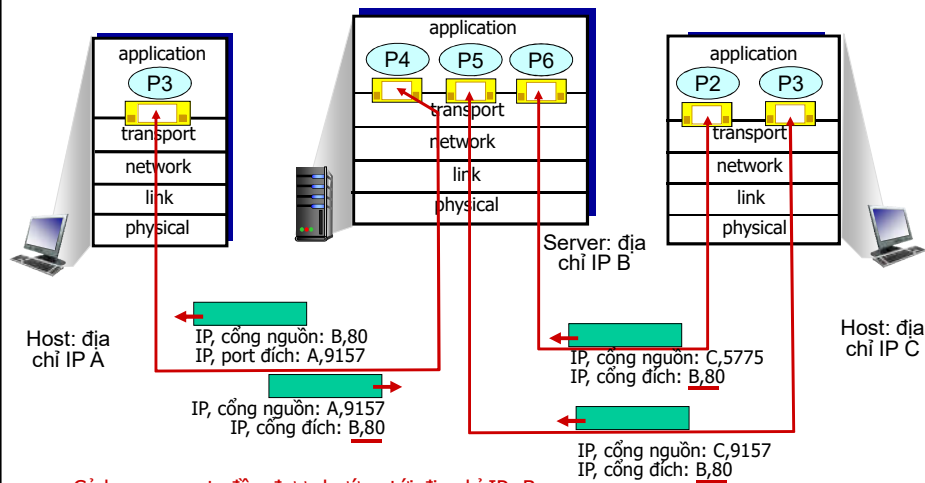 application
P3
transport
network
link
physical
application
P4
P5
P6
transport
network
link
physical
application
P2
P3
transport
network
link
physical
Server: địa
chỉ IP B
Host: địa
chỉ IP A
Host: địa
chỉ IP C
IP, cổng nguồn: B,80
IP, port đích: A,9157
IP, cổng nguồn: A,9157
IP, cổng đích: B,80
IP, cổng nguồn: C,5775
IP, cổng đích: B,80
IP, cổng nguồn: C,9157
IP, cổng đích: B,80